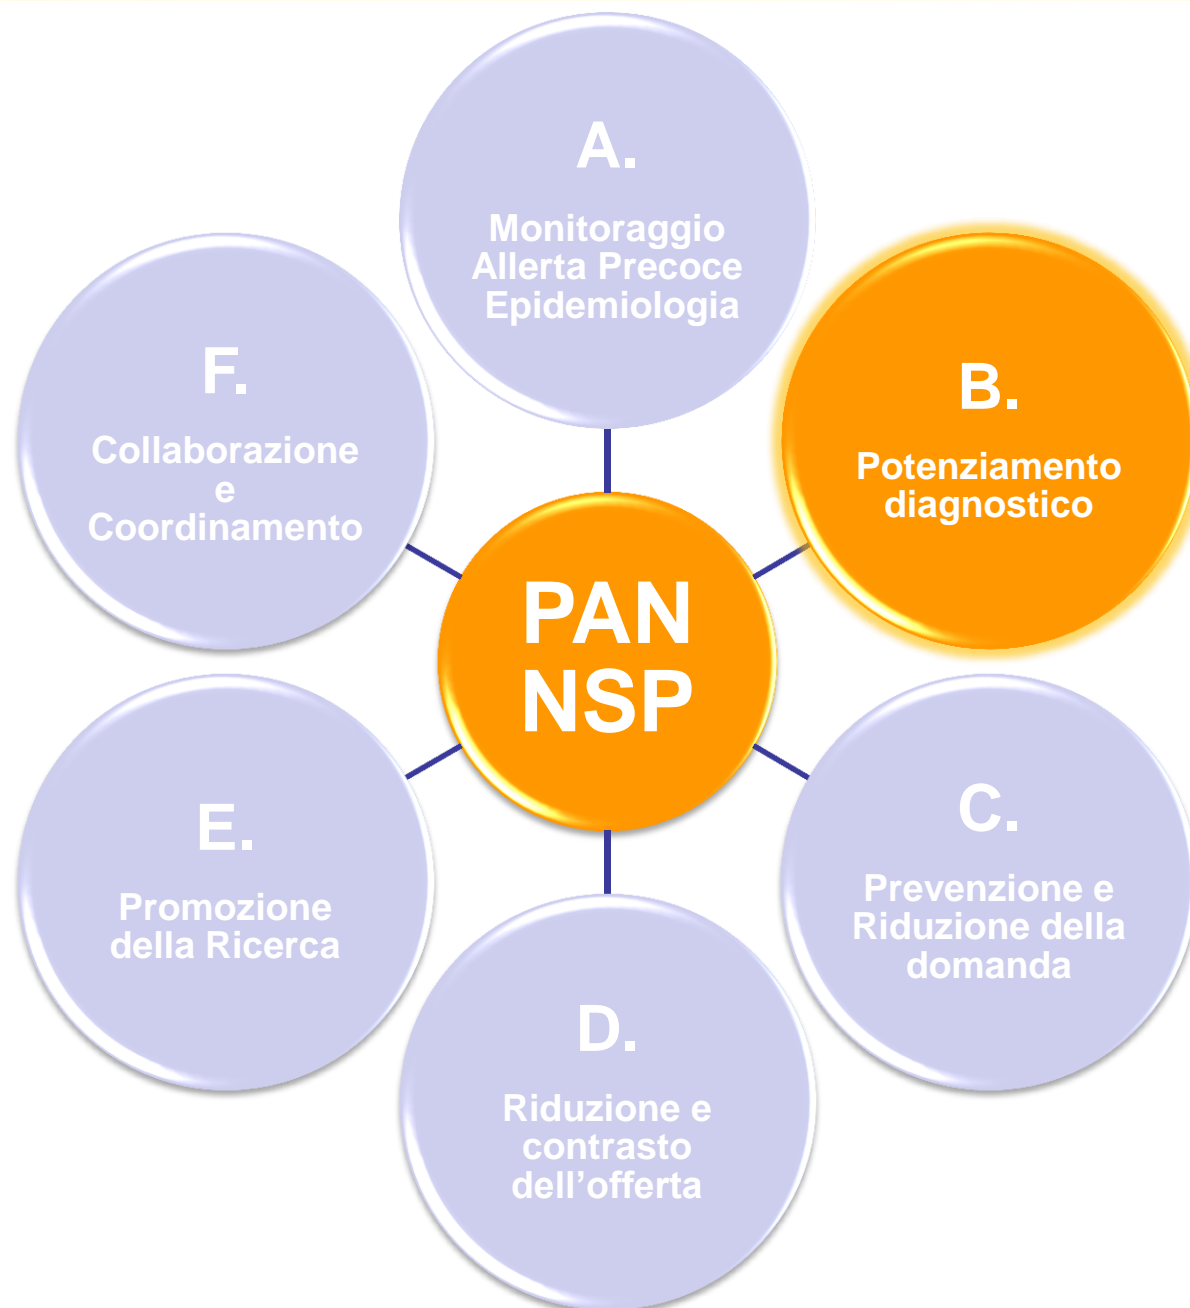 A.
Monitoraggio
Allerta Precoce
Epidemiologia
B.
Potenziamento
diagnostico
C.
Prevenzione e
Riduzione della
domanda
D.
Riduzione e
contrasto
dell’offerta
E.
Promozione
della Ricerca
F.
Collaborazione
e
Coordinamento
PAN
NSP